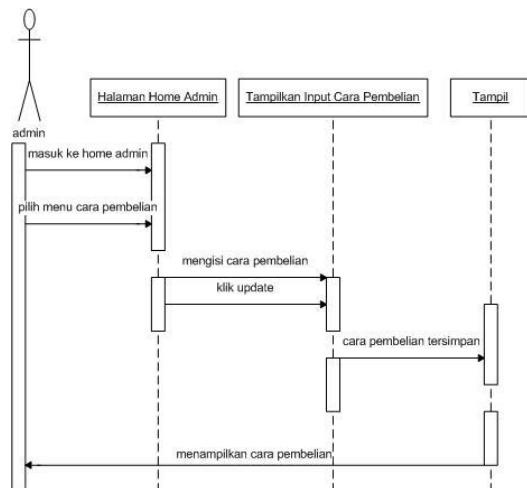 Halaman Home Admin
Tampilkan Input Cara Pembelian
Tampil
admin
masuk ke home admin
pilih menu cara pembelian
mengisi cara pembelian
klik update
cara pembelian tersimpan
menampilkan cara pembelian